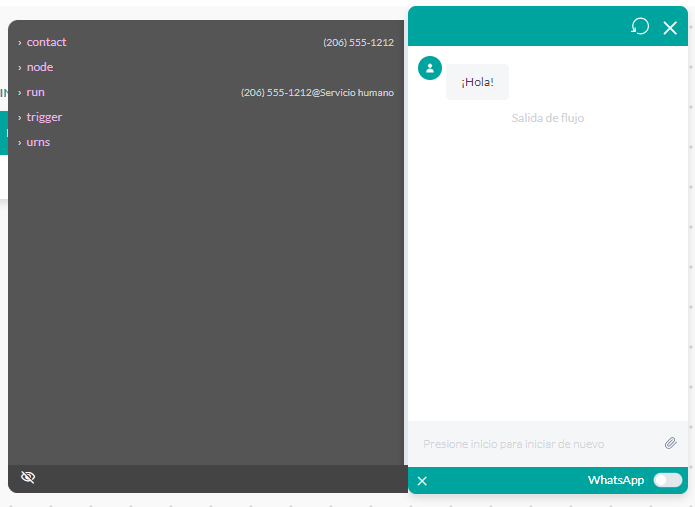 › contact (206) 555-1212
› node
› run (206) 555-1212@Servicio humano
› trigger
› urns
¡Hola!
Salida de flujo
Presione inicio para iniciar de nuevo
WhatsApp